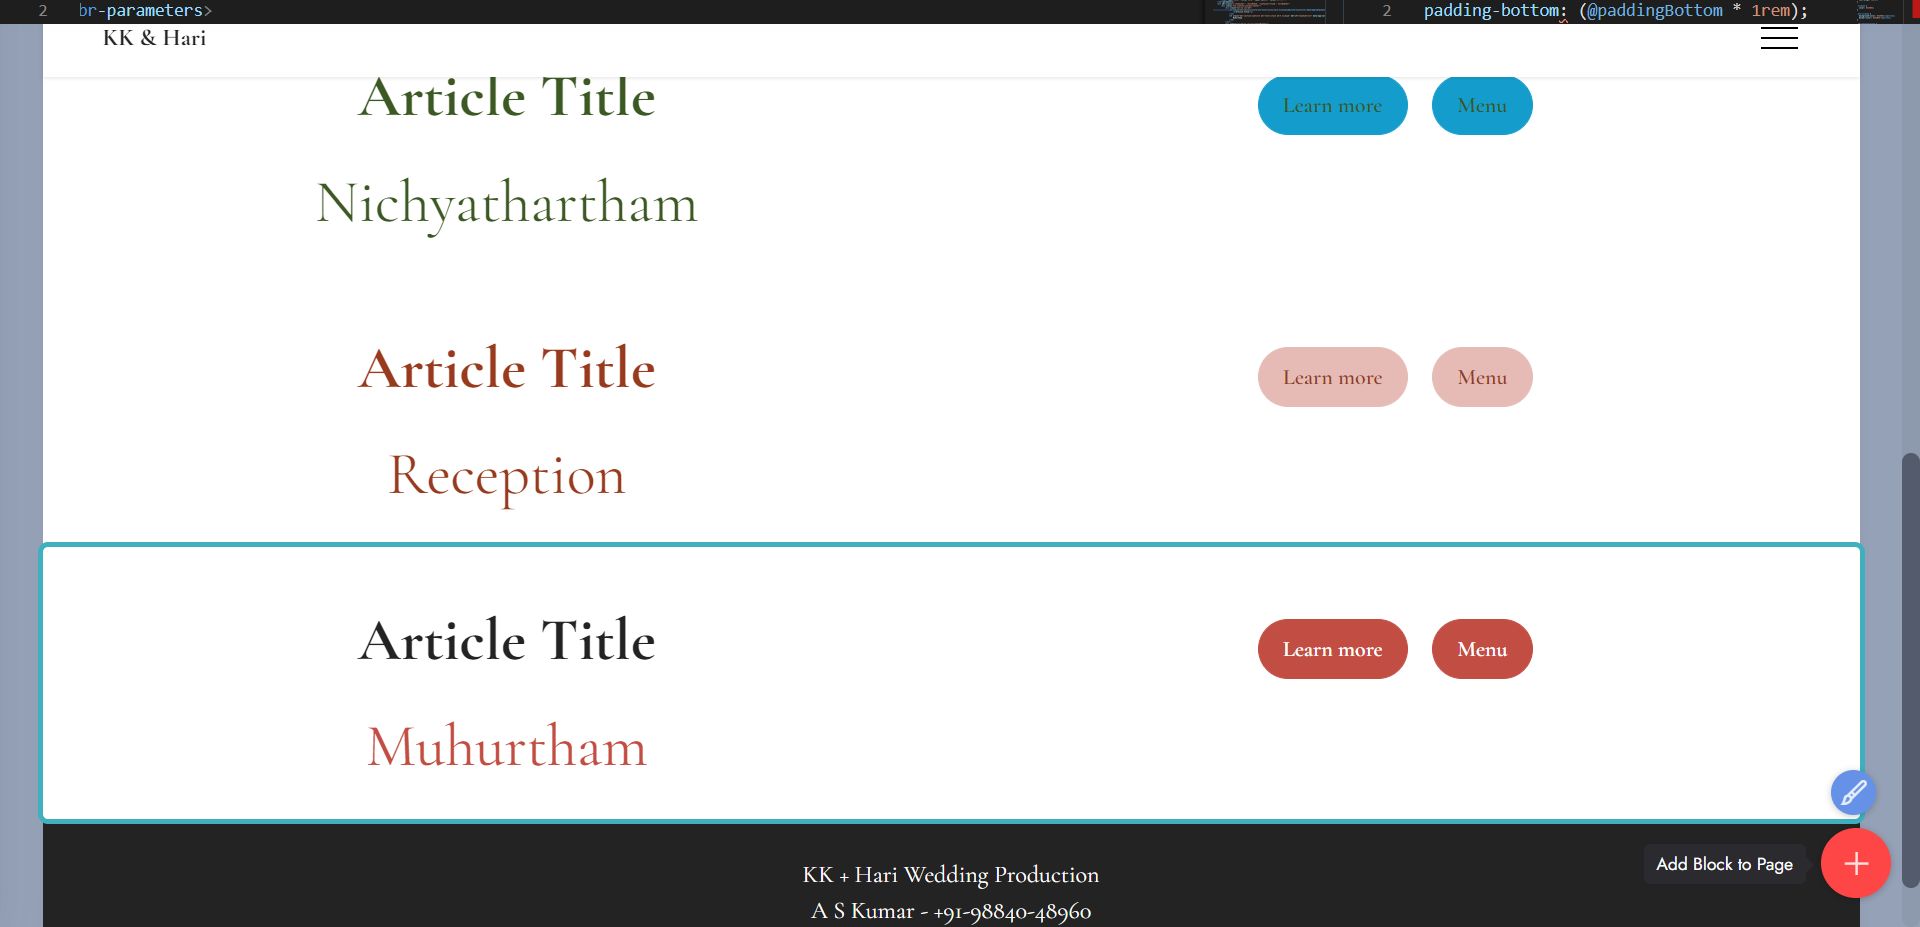 2 br-parameters>
2 padding-bottom: (@paddingBottom * 1rem);
KK & Hari
Article Title
Learn more Menu
Nichyathartham
Article Title
Learn more Menu
Reception
Article Title
Learn more Menu
Muhurtham
Add Block to Page
KK + Hari Wedding Production
A S Kumar - +91-98840-48960